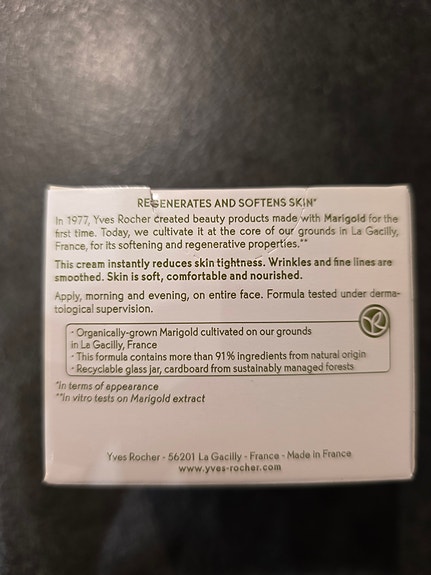 REGENERATES AND SOFTENS SKIN*
In 1977, Yves Rocher created beauty products made with Marigold for the
first time. Today, we cultivate it at the core of our grounds in La Gacilly,
France, for its softening and regenerative properties.**
This cream instantly reduces skin tightness. Wrinkles and fine lines are
smoothed. Skin is soft, comfortable and nourished.
Apply, morning and evening, on entire face. Formula tested under derma-
tological supervision.
- Organically-grown Marigold cultivated on our grounds
in La Gacilly, France
- This formula contains more than 91% ingredients from natural origin
- Recyclable glass jar, cardboard from sustainably managed forests
*In terms of appearance
**In vitro tests on Marigold extract
Yves Rocher - 56201 La Gacilly - France - Made in France
www.yves-rocher.com